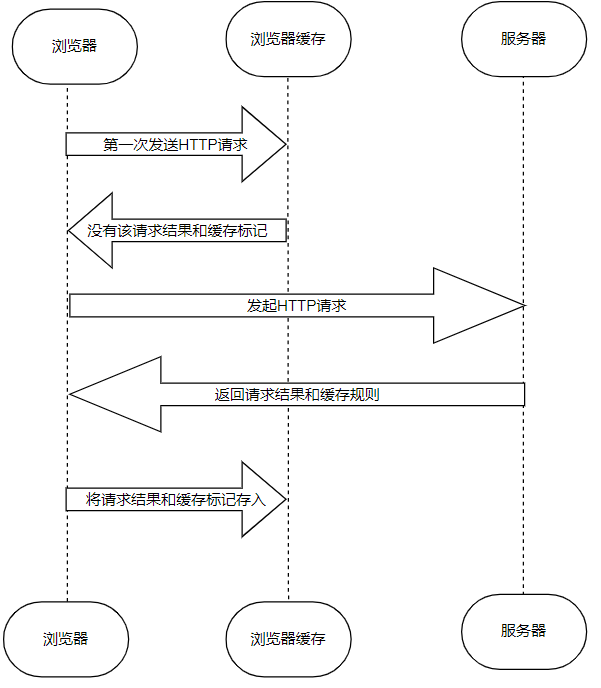 浏览器
浏览器缓存
服务器
第一次发送HTTP请求
没有该请求结果和缓存标记
发起HTTP请求
返回请求结果和缓存规则
将请求结果和缓存标记存入
浏览器
浏览器缓存
服务器